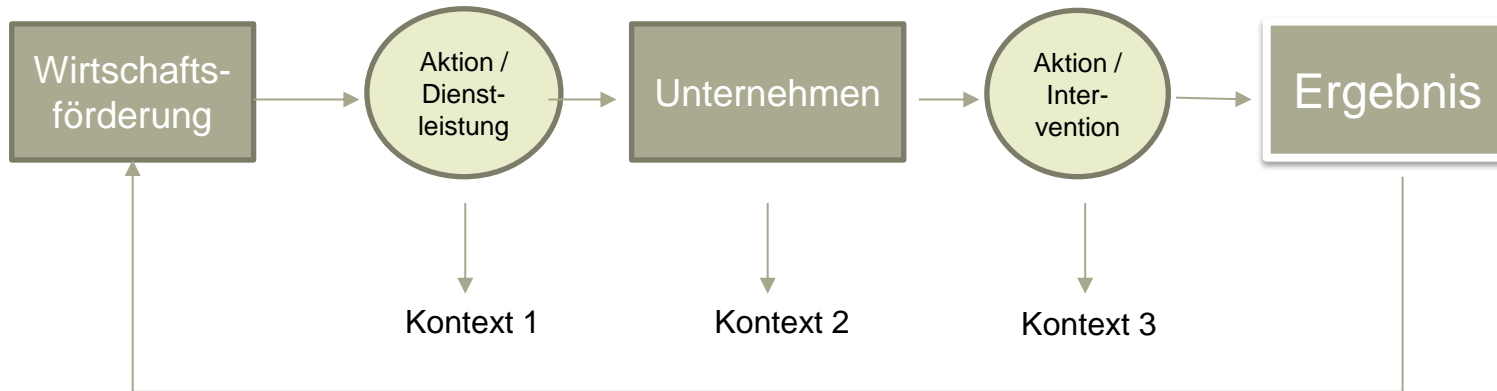 Wirtschafts-
förderung
Aktion /
Dienst-
leistung
Unternehmen
Aktion /
Inter-
vention
Ergebnis
Kontext 1
Kontext 2
Kontext 3